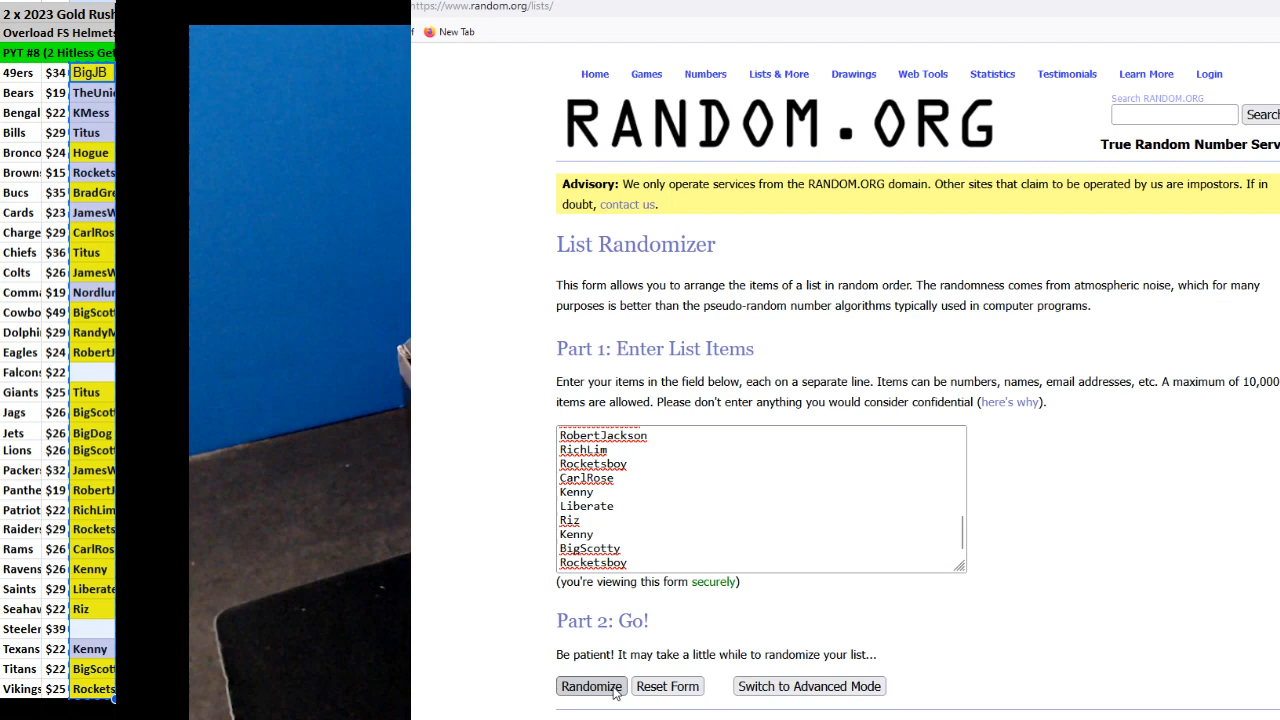 2 x 2023 Gold Rush
Overload FS Helmets
PYT #8 (2 Hitless Get
49ers $34 BigJB
Bears $19 TheUni
Bengal $22 KMess
Bills $29 Titus
Bronco $24 Hogue
Browns $15 Rockets
Bucs $35 BradGre
Cards $23 JamesW
Charge $29 CarlRos
Chiefs $36 Titus
Colts $26 JamesW
Comma $19 Nordlun
Cowbo $49 BigScot
Dolphi $29 RandyM
Eagles $24 RobertJ
Falcons $22
Giants $25 Titus
Jags $26 BigScot
Jets $26 BigDog
Lions $26 BigScot
Packers $32 JamesW
Panthe $19 RobertJ
Patriot $22 RichLim
Raiders $29 Rockets
Rams $26 CarlRos
Ravens $26 Kenny
Saints $29 Liberate
Seahaw $22 Riz
Steeler $39
Texans $22 Kenny
Titans $22 BigScot
Vikings $25 Rockets
https://www.random.org/lists/
New Tab
Home Games Numbers Lists & More Drawings Web Tools Statistics Testimonials Learn More Login
RANDOM.ORG
Search RANDOM.ORG
Search
True Random Number Serv
Advisory: We only operate services from the RANDOM.ORG domain. Other sites that claim to be operated by us are impostors. If in
doubt, contact us.
List Randomizer
This form allows you to arrange the items of a list in random order. The randomness comes from atmospheric noise, which for many
purposes is better than the pseudo-random number algorithms typically used in computer programs.
Part 1: Enter List Items
Enter your items in the field below, each on a separate line. Items can be numbers, names, email addresses, etc. A maximum of 10,000
items are allowed. Please don't enter anything you would consider confidential (here's why).
RobertJackson
RichLim
Rocketsboy
CarlRose
Kenny
Liberate
Riz
Kenny
BigScotty
Rocketsboy
(you're viewing this form securely)
Part 2: Go!
Be patient! It may take a little while to randomize your list...
Randomize Reset Form Switch to Advanced Mode